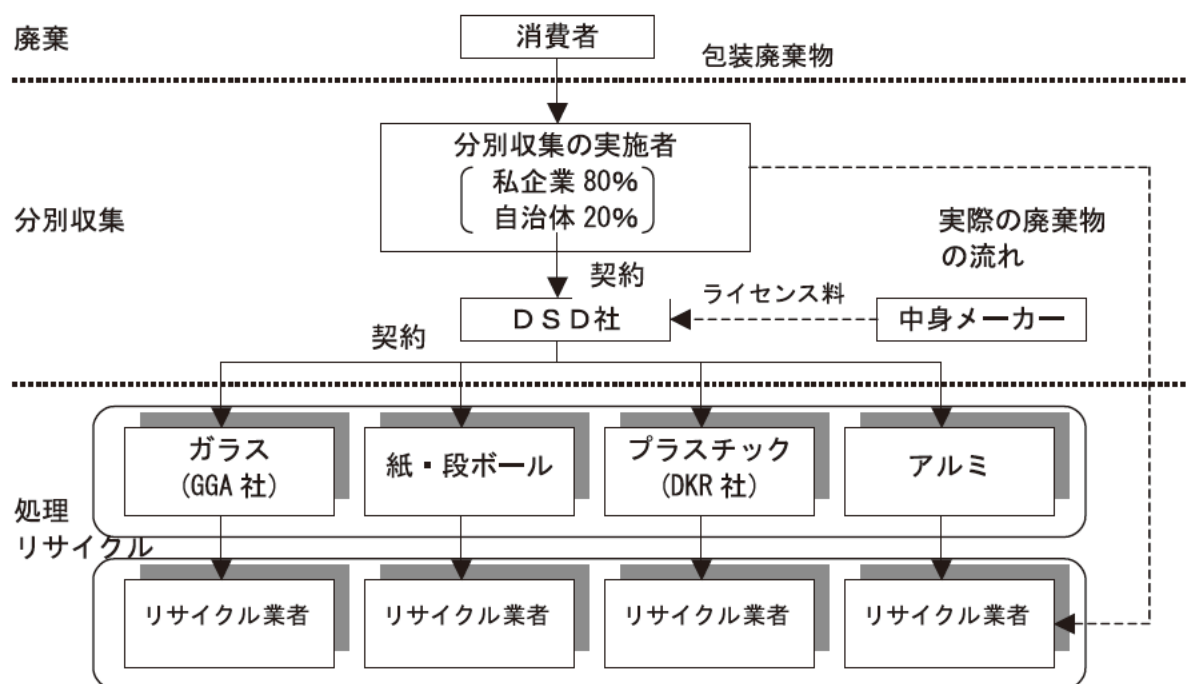 廃棄
消費者
包装廃棄物
分別収集の実施者
私企業 80%
自治体 20%
分別収集
実際の廃棄物
の流れ
契約
ライセンス料
DSD社
中身メーカー
契約
ガラス
(GGA 社)
紙・段ボール
プラスチック
(DKR 社)
アルミ
処理
リサイクル
リサイクル業者
リサイクル業者
リサイクル業者
リサイクル業者